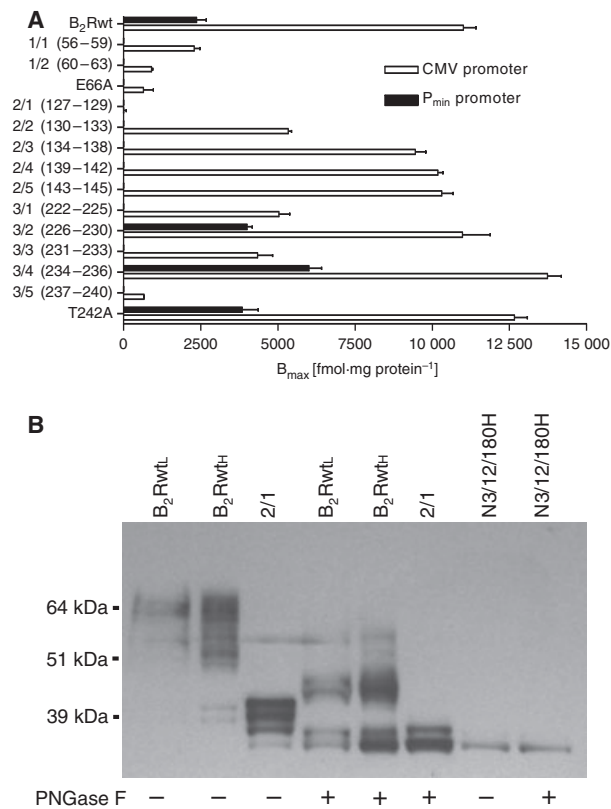 A
B₂Rwt
1/1 (56–59)
1/2 (60–63)
E66A
2/1 (127–129)
2/2 (130–133)
2/3 (134–138)
2/4 (139–142)
2/5 (143–145)
3/1 (222–225)
3/2 (226–230)
3/3 (231–233)
3/4 (234–236)
3/5 (237–240)
T242A
CMV promoter
Pmin promoter
0 2500 5000 7500 10 000 12 500 15 000
Bmax [fmol·mg protein⁻¹]
B
B₂RwtL
B₂RwtH
2/1
B₂RwtL
B₂RwtH
2/1
N3/12/180H
N3/12/180H
64 kDa
51 kDa
39 kDa
PNGase F – – – + + + – +